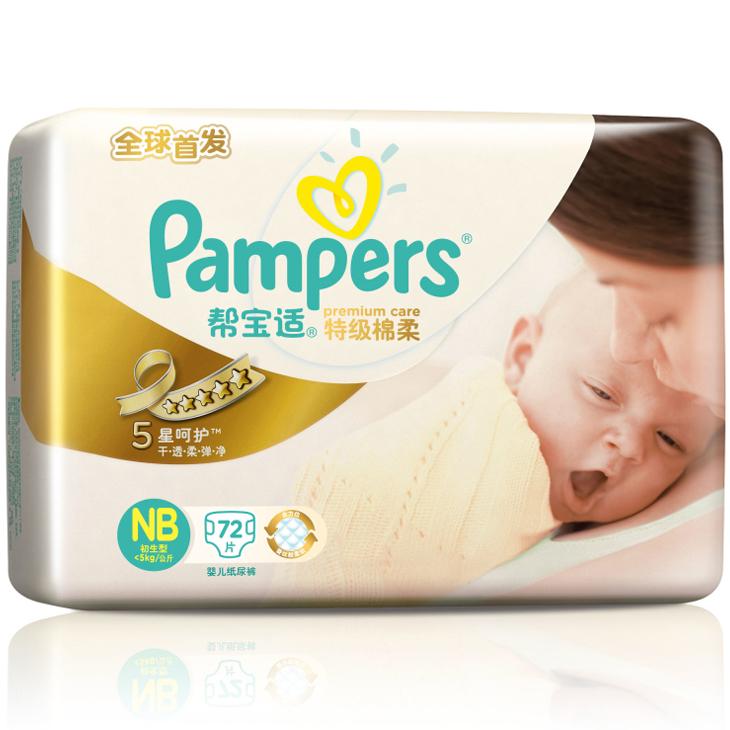 全球首发
Pampers®
帮宝适®
premium care
特级棉柔
5星呵护™
干·透·柔·弹·净
NB
初生型
<5kg/公斤
72
片
婴儿纸尿裤